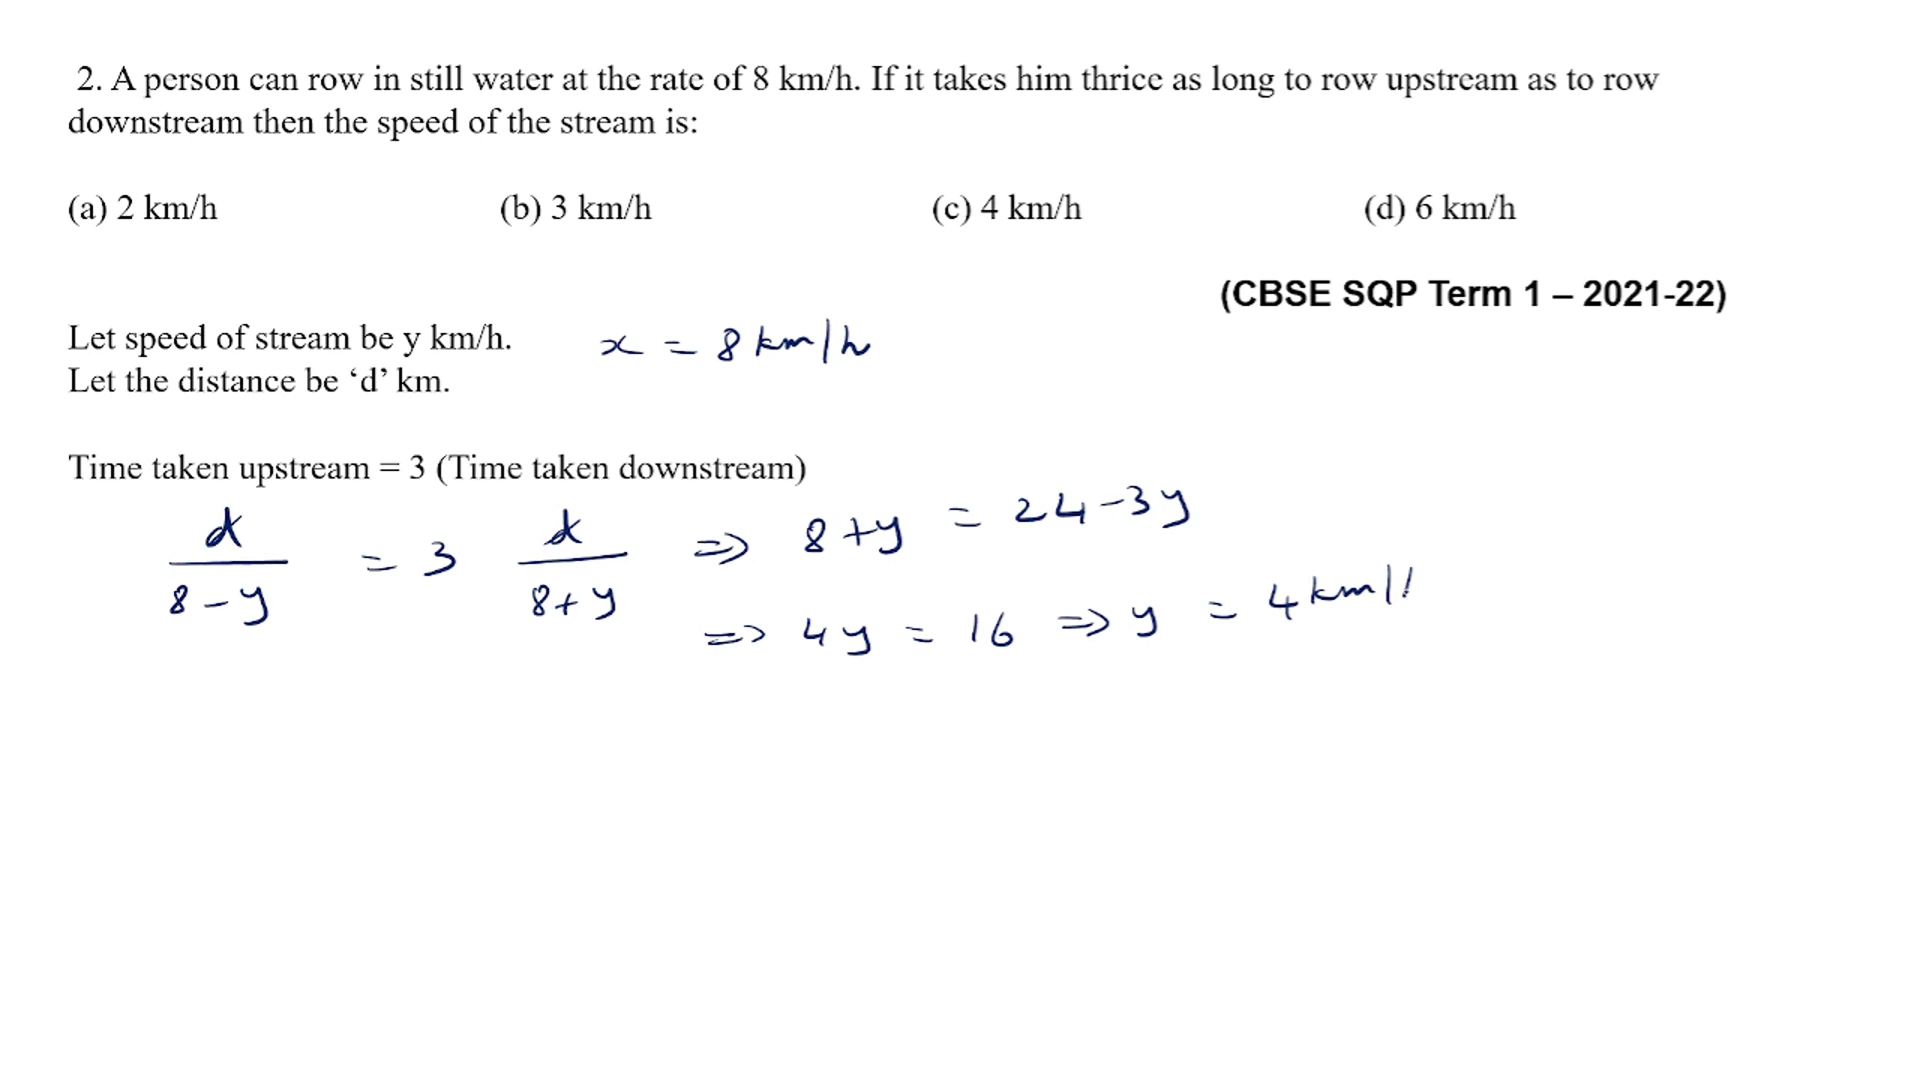 2. A person can row in still water at the rate of 8 km/h. If it takes him thrice as long to row upstream as to row
downstream then the speed of the stream is:
(a) 2 km/h (b) 3 km/h (c) 4 km/h (d) 6 km/h
(CBSE SQP Term 1 – 2021-22)
Let speed of stream be y km/h. x = 8 km/h
Let the distance be ‘d’ km.
Time taken upstream = 3 (Time taken downstream)
d/(8-y) = 3 d/(8+y) => 8+y = 24-3y
=> 4y = 16 => y = 4 km/